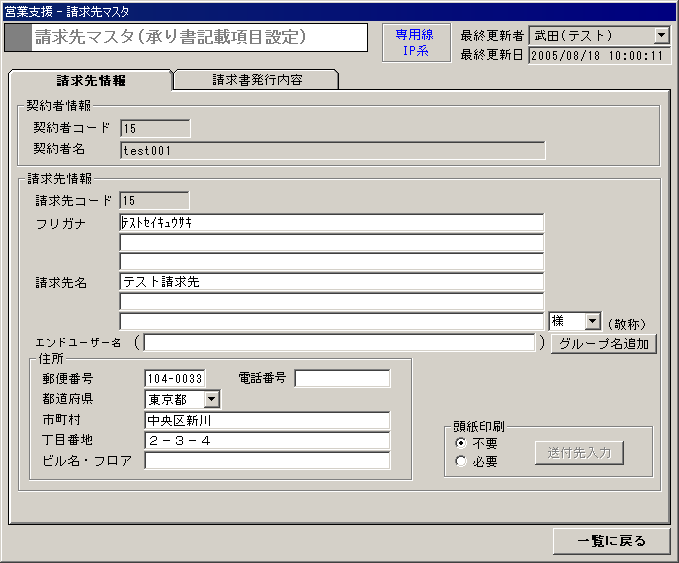 営業支援 - 請求先マスタ
請求先マスタ(承り書記載項目設定)
専用線
IP系
最終更新者 武田(テスト)
最終更新日 2005/08/18 10:00:11
請求先情報 請求書発行内容
契約者情報
契約者コード 15
契約者名 test001
請求先情報
請求先コード 15
フリガナ ﾃｽﾄｾｲｷｭｳｻｷ
請求先名 テスト請求先
様 (敬称)
エンドユーザー名 ( ) グループ名追加
住所
郵便番号 104-0033 電話番号
都道府県 東京都
市町村 中央区新川
丁目番地 ２－３－４
ビル名・フロア
頭紙印刷
不要
必要
送付先入力
一覧に戻る